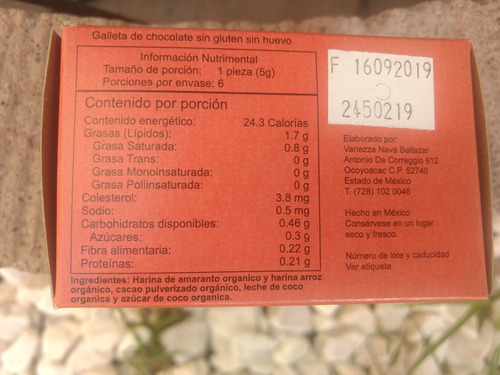 Galleta de chocolate sin gluten sin huevo
Información Nutrimental
Tamaño de porción: 1 pieza (5g)
Porciones por envase: 6
Contenido por porción
Contenido energético: 24.3 Calorías
Grasas (Lípidos): 1.7 g
Grasa Saturada: 0.8 g
Grasa Trans: 0 g
Grasa Monoinsaturada: 0 g
Grasa Poliinsaturada: 0 g
Colesterol: 3.8 mg
Sodio: 0.5 mg
Carbohidratos disponibles: 0.46 g
Azúcares: 0.3 g
Fibra alimentaria: 0.22 g
Proteínas: 0.21 g
Ingredientes: Harina de amaranto organico y harina arroz
orgánico, cacao pulverizado orgánico, leche de coco
organica y azúcar de coco organica.
F 16092019
2450219
Elaborado por:
Vanezza Nava Baltazar
Antonio Da Correggio 612
Ocoyoacac C.P. 52740
Estado de México
T. (728) 102 0046
Hecho en México
Consérvese en un lugar
seco y fresco.
Número de lote y caducidad
Ver etiqueta